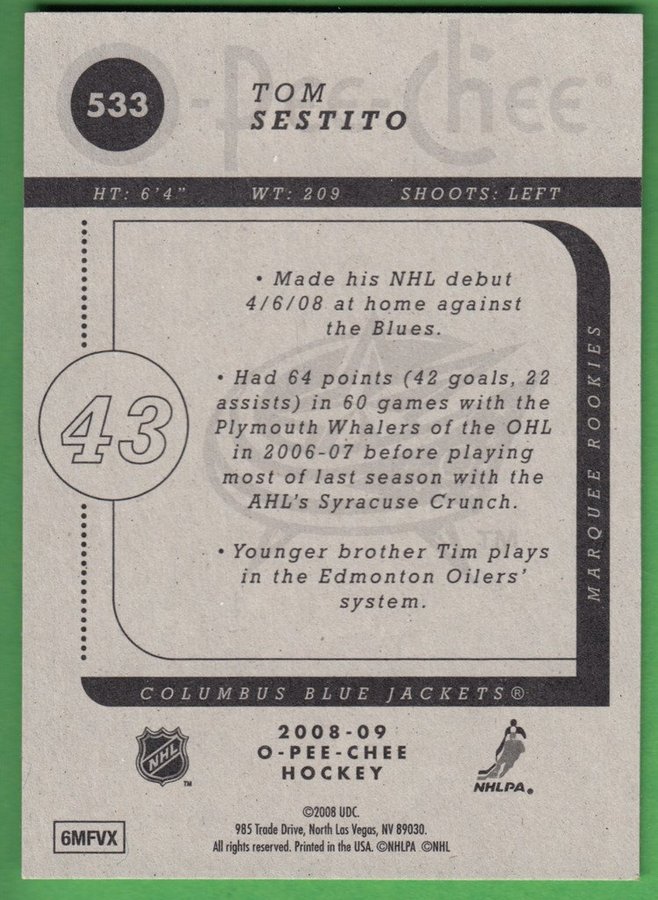 O-Pee-Chee®
533
TOM
SESTITO
HT: 6'4" WT: 209 SHOOTS: LEFT
• Made his NHL debut
4/6/08 at home against
the Blues.
• Had 64 points (42 goals, 22
assists) in 60 games with the
Plymouth Whalers of the OHL
in 2006-07 before playing
most of last season with the
AHL's Syracuse Crunch.
43
• Younger brother Tim plays
in the Edmonton Oilers'
system.
TM
MARQUEE ROOKIES
COLUMBUS BLUE JACKETS®
NHL
TM
2008-09
O-PEE-CHEE
HOCKEY
NHLPA®
©2008 UDC.
985 Trade Drive, North Las Vegas, NV 89030.
All rights reserved. Printed in the USA. ©NHLPA ©NHL
6MFVX